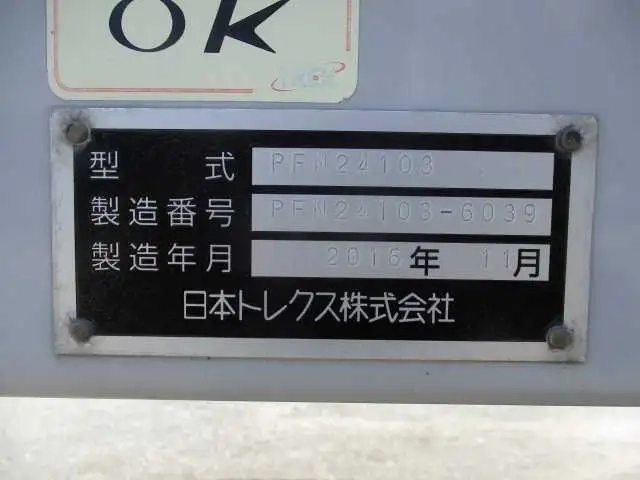 OK
TREX
型式 PFN24103
製造番号 PFN24103-6039
製造年月 2016年 11月
日本トレクス株式会社